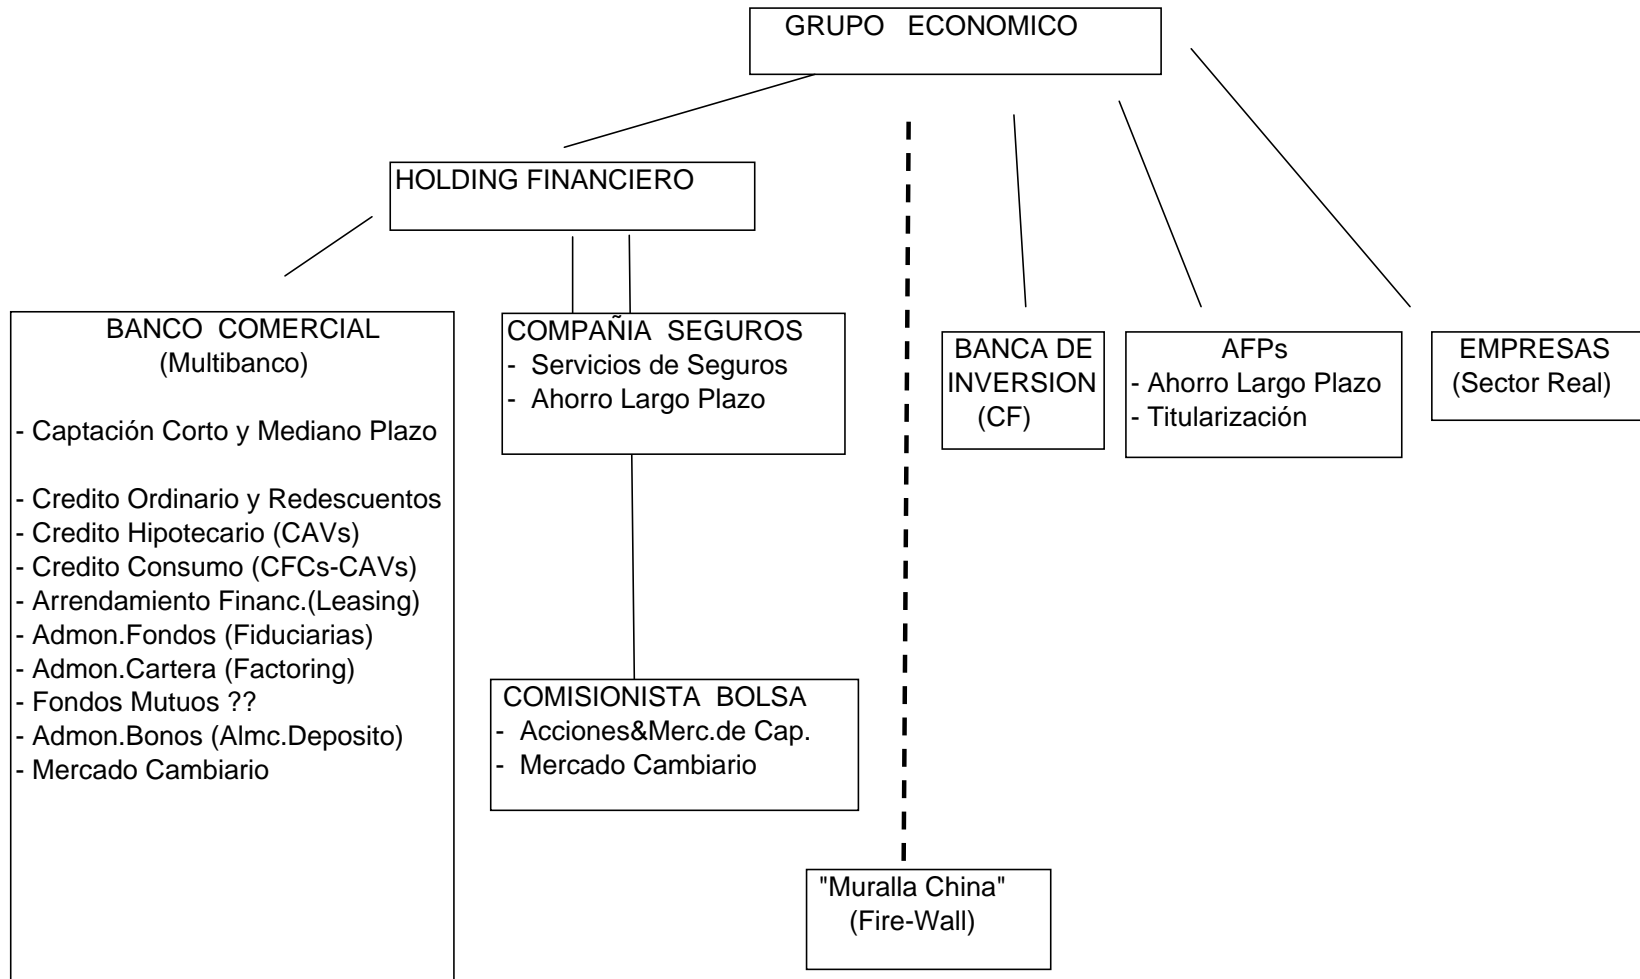 GRUPO ECONOMICO
HOLDING FINANCIERO
BANCO COMERCIAL
(Multibanco)
- Captación Corto y Mediano Plazo
- Credito Ordinario y Redescuentos
- Credito Hipotecario (CAVs)
- Credito Consumo (CFCs-CAVs)
- Arrendamiento Financ.(Leasing)
- Admon.Fondos (Fiduciarias)
- Admon.Cartera (Factoring)
- Fondos Mutuos ??
- Admon.Bonos (Almc.Deposito)
- Mercado Cambiario
COMPAÑIA SEGUROS
- Servicios de Seguros
- Ahorro Largo Plazo
COMISIONISTA BOLSA
- Acciones&Merc.de Cap.
- Mercado Cambiario
BANCA DE
INVERSION
(CF)
AFPs
- Ahorro Largo Plazo
- Titularización
EMPRESAS
(Sector Real)
"Muralla China"
(Fire-Wall)